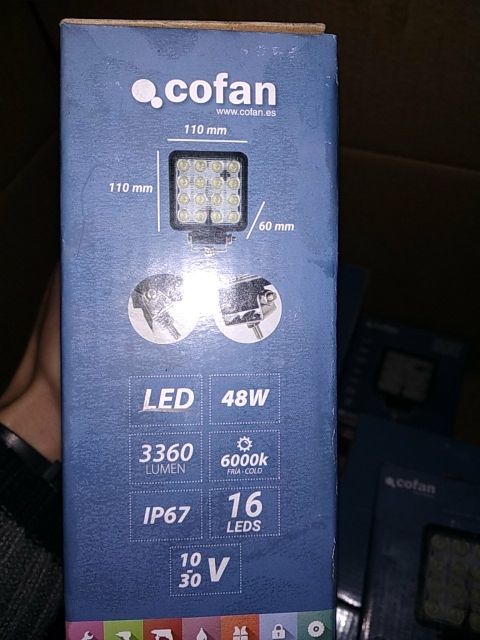 cofan
www.cofan.es
110 mm
110 mm
60 mm
LED
48W
3360
LUMEN
6000k
FRÍA - COLD
IP67
16
LEDS
10-30 V
cofan